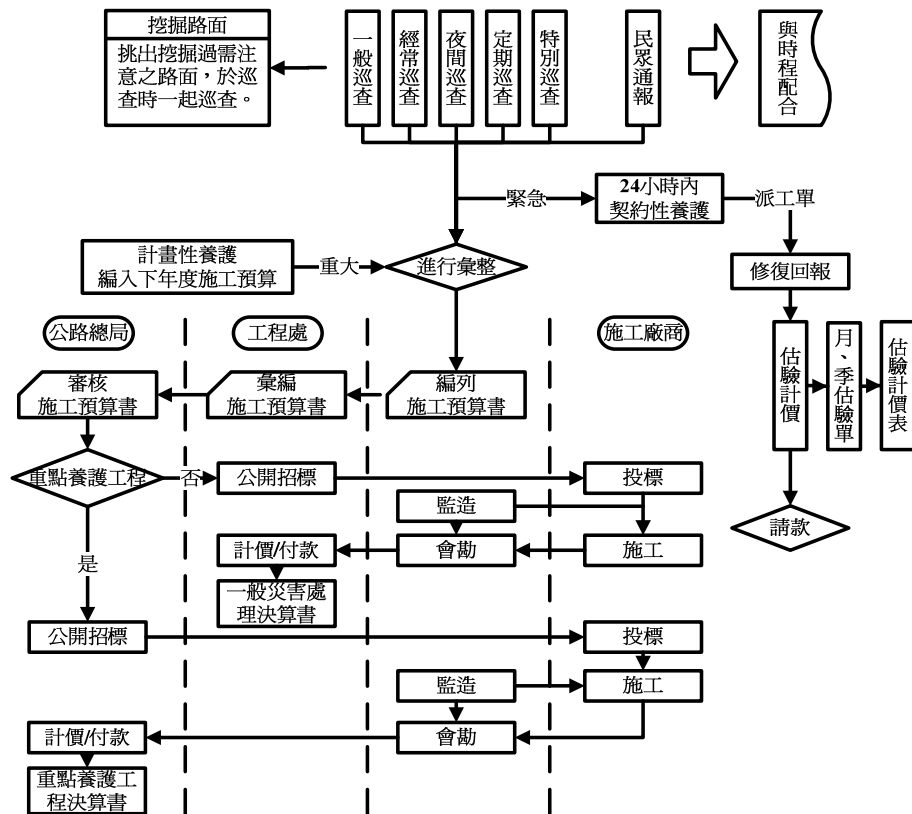 挖掘路面
挑出挖掘過需注
意之路面，於巡
查時一起巡查。
一般巡查
經常巡查
夜間巡查
定期巡查
特別巡查
民眾通報
與時程配合
緊急
24小時內
契約性養護
派工單
計畫性養護
編入下年度施工預算
重大
進行彙整
修復回報
公路總局
工程處
施工廠商
估驗計價
月、季估驗單
估驗計價表
審核
施工預算書
彙編
施工預算書
編列
施工預算書
重點養護工程
否
公開招標
投標
監造
請款
計價/付款
會勘
施工
是
一般災害處
理決算書
公開招標
投標
監造
施工
計價/付款
會勘
重點養護工
程決算書